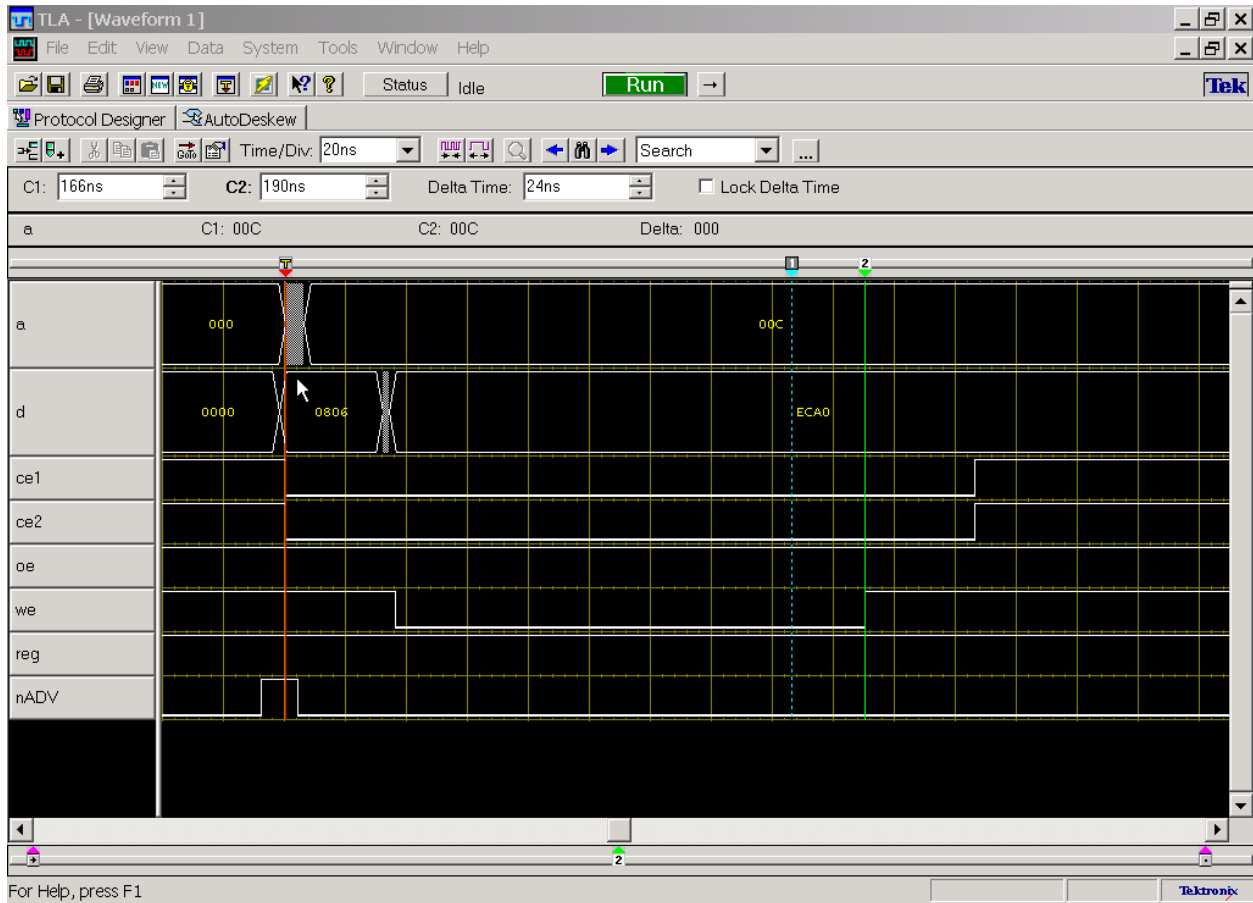 TLA - [Waveform 1]
File Edit View Data System Tools Window Help
NEW Status Idle Run → Tek
Protocol Designer AutoDeskew
Goto Time/Div: 20ns Search ...
C1: 166ns C2: 190ns Delta Time: 24ns Lock Delta Time
a C1: 00C C2: 00C Delta: 000
T 1 2
a 000 00C
d 0000 0806 ECA0
ce1
ce2
oe
we
reg
nADV
2
For Help, press F1 Tektronix